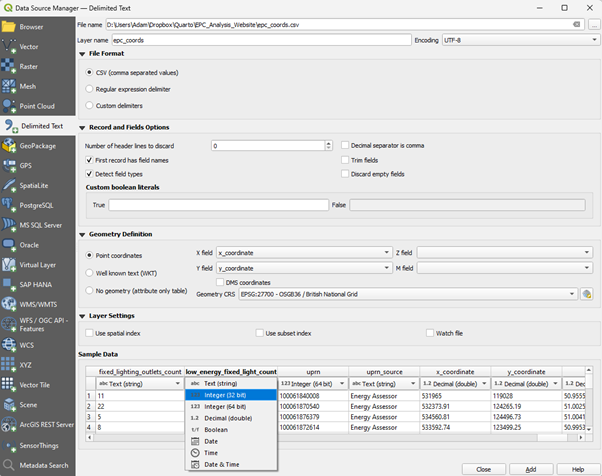 Data Source Manager — Delimited Text
Browser
Vector
Raster
Mesh
Point Cloud
Delimited Text
GeoPackage
GPS
SpatiaLite
PostgreSQL
MS SQL Server
Oracle
Virtual Layer
SAP HANA
WMS/WMTS
WFS / OGC API -
Features
WCS
XYZ
Vector Tile
Scene
ArcGIS REST Server
SensorThings
Metadata Search
File name D:\Users\Adam\Dropbox\Quarto\EPC_Analysis_Website\epc_coords.csv ...
Layer name epc_coords Encoding UTF-8
File Format
CSV (comma separated values)
Regular expression delimiter
Custom delimiters
Record and Fields Options
Number of header lines to discard 0 Decimal separator is comma
First record has field names Trim fields
Detect field types Discard empty fields
Custom boolean literals
True False
Geometry Definition
Point coordinates X field x_coordinate Z field
Y field y_coordinate M field
Well known text (WKT) DMS coordinates
No geometry (attribute only table) Geometry CRS EPSG:27700 - OSGB36 / British National Grid
Layer Settings
Use spatial index Use subset index Watch file
Sample Data
fixed_lighting_outlets_count low_energy_fixed_light_count uprn uprn_source x_coordinate y_coordinate
abc Text (string) abc Text (string) 123 Integer (64 bit) abc Text (string) 1.2 Decimal (double) 1.2 Decimal (double) 1.2 Dec
1 11 Integer (32 bit) 100061840008 Energy Assessor 531965 119028 50.9555
2 22 123 Integer (64 bit) 100061870540 Energy Assessor 532373.91 124265.19 51.0025
3 5 1.2 Decimal (double) 100061876379 Energy Assessor 534560.81 124496.73 51.0041
4 8 t/f Boolean 100061876614 Energy Assessor 533592.74 123499.25 50.9953
Date
Time
Date & Time
Close Add Help